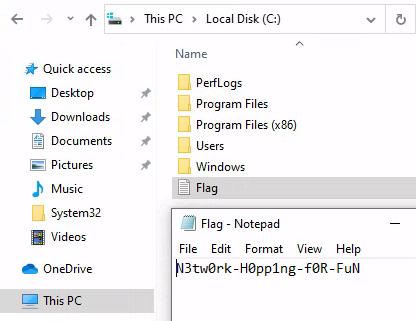 This PC
Local Disk (C:)
Name
Quick access
Desktop
Downloads
Documents
Pictures
Music
System32
Videos
OneDrive
This PC
PerfLogs
Program Files
Program Files (x86)
Users
Windows
Flag
Flag - Notepad
File Edit Format View Help
N3tw0rk-H0pp1ng-f0R-FuN